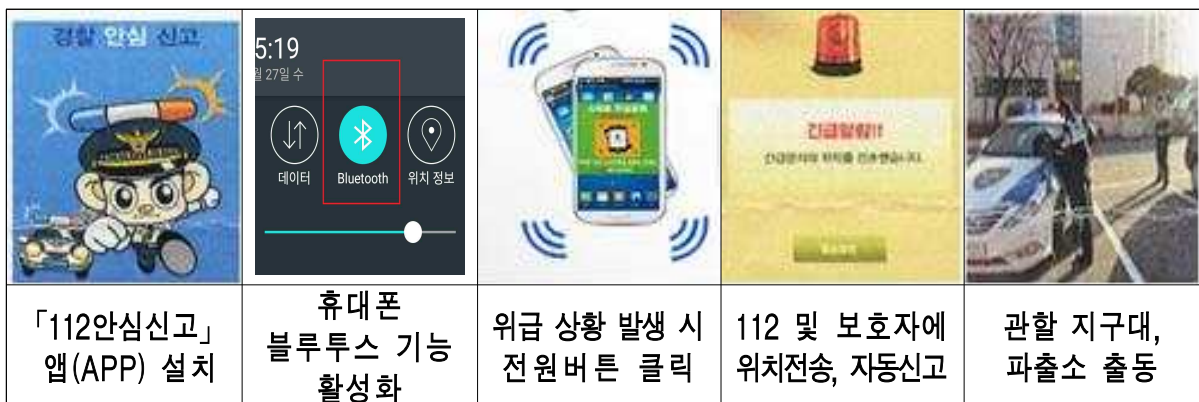 경찰 안심 신고
5:19
월 27일 수
데이터
Bluetooth
위치 정보
긴급알람!!
「112안심신고」
앱(APP) 설치
휴대폰
블루투스 기능
활성화
위급 상황 발생 시
전원버튼 클릭
112 및 보호자에
위치전송, 자동신고
관할 지구대,
파출소 출동